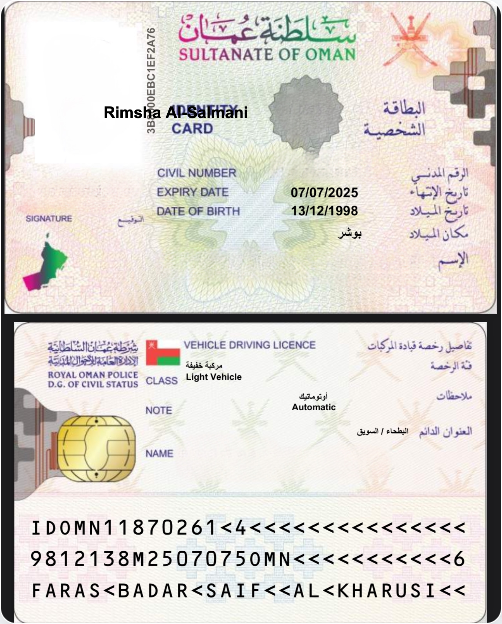 سلطنة عمان
SULTANATE OF OMAN
3B 00EBC1EF2A76
Rimsha Al-Salmani
IDENTITY
CARD
البطاقة
الشخصية
CIVIL NUMBER الرقم المدني
EXPIRY DATE 07/07/2025 تاريخ الإنتهاء
DATE OF BIRTH 13/12/1998 تاريخ الميلاد
SIGNATURE التوقيع
بوشر مكان الميلاد
الإسم
شرطة عمان السلطانية
الإدارة العامة للأحوال المدنية
ROYAL OMAN POLICE
D.G. OF CIVIL STATUS
VEHICLE DRIVING LICENCE تفاصيل رخصة قيادة المركبات
مركبة خفيفة فئة الرخصة
CLASS Light Vehicle
أوتوماتيك ملاحظات
NOTE Automatic
البطحاء / السويق العنوان الدائم
NAME
IDOMN11870261<4<<<<<<<<<<<<<<<
9812138M2507075OMN<<<<<<<<<<<6
FARAS<BADAR<SAIF<<AL<KHARUSI<<